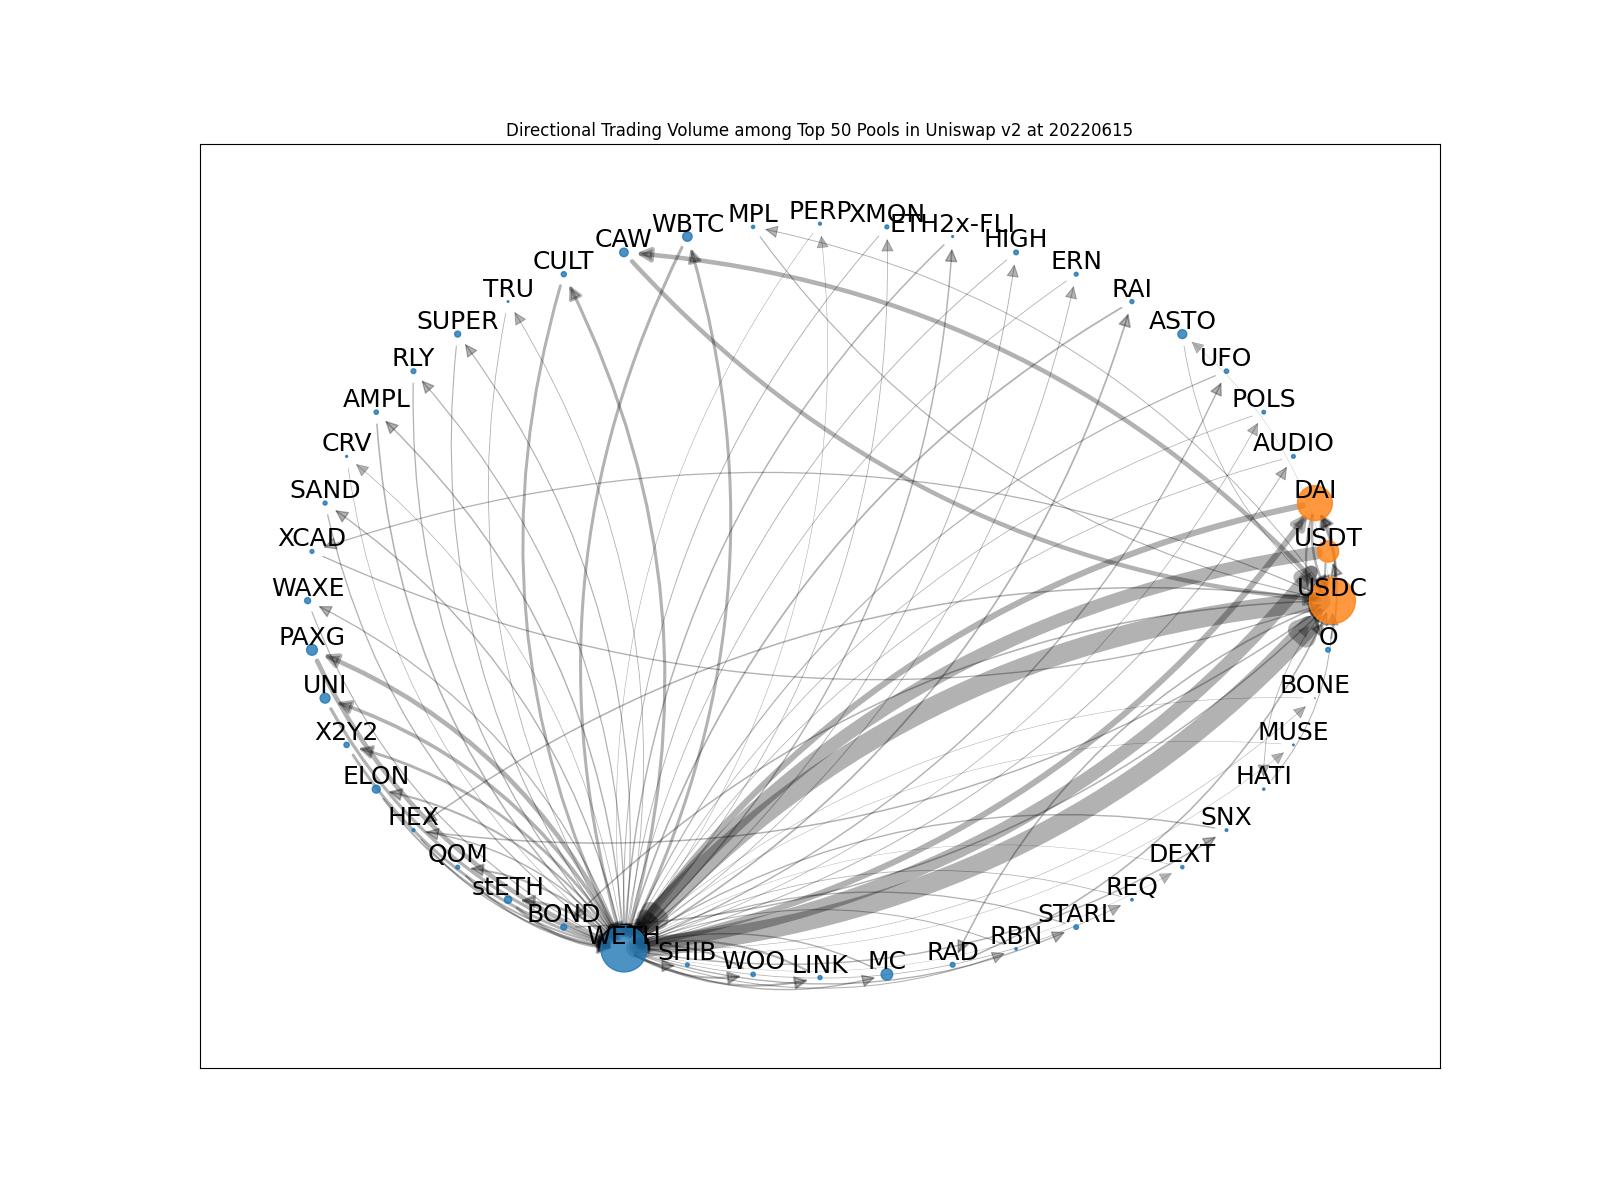 Directional Trading Volume among Top 50 Pools in Uniswap v2 at 20220615
MPL PERP XMON
WBTC ETH2x-FLI
CAW HIGH
CULT ERN
TRU RAI
SUPER ASTO
RLY UFO
AMPL POLS
CRV AUDIO
SAND DAI
XCAD USDT
WAXE USDC
PAXG O
UNI BONE
X2Y2 MUSE
ELON HATI
HEX SNX
QOM DEXT
stETH REQ
BOND STARL
WETH RBN
SHIB WOO LINK MC RAD